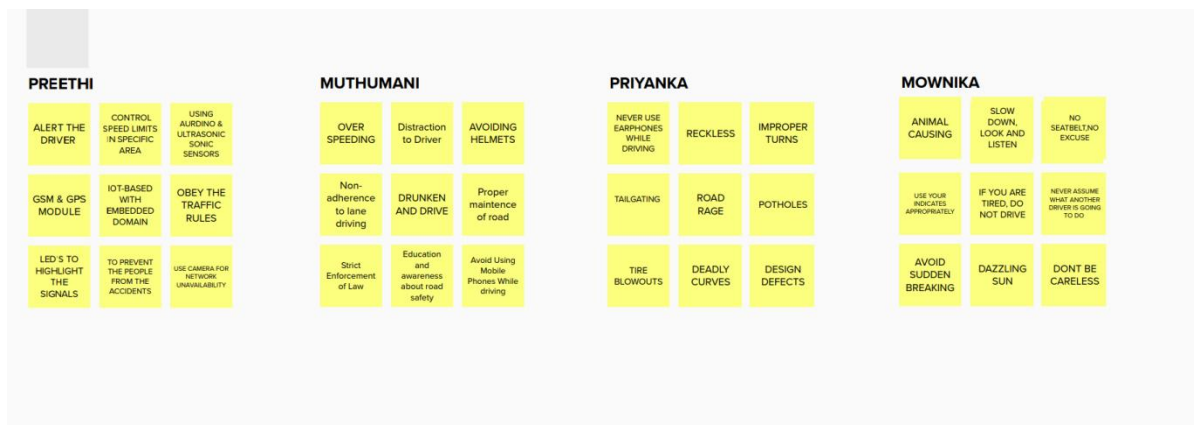 PREETHI
ALERT THE
DRIVER
CONTROL
SPEED LIMITS
IN SPECIFIC
AREA
USING
AURDINO &
ULTRASONIC
SONIC
SENSORS
GSM & GPS
MODULE
IOT-BASED
WITH
EMBEDDED
DOMAIN
OBEY THE
TRAFFIC
RULES
LED'S TO
HIGHLIGHT
THE
SIGNALS
TO PREVENT
THE PEOPLE
FROM THE
ACCIDENTS
USE CAMERA FOR
NETWORK
UNAVAILABILITY
MUTHUMANI
OVER
SPEEDING
Distraction
to Driver
AVOIDING
HELMETS
Non-
adherence
to lane
driving
DRUNKEN
AND DRIVE
Proper
maintence
of road
Strict
Enforcement
of Law
Education
and
awareness
about road
safety
Avoid Using
Mobile
Phones While
driving
PRIYANKA
NEVER USE
EARPHONES
WHILE
DRIVING
RECKLESS
IMPROPER
TURNS
TAILGATING
ROAD
RAGE
POTHOLES
TIRE
BLOWOUTS
DEADLY
CURVES
DESIGN
DEFECTS
MOWNIKA
ANIMAL
CAUSING
SLOW
DOWN,
LOOK AND
LISTEN
NO
SEATBELT,NO
EXCUSE
USE YOUR
INDICATES
APPROPRIATELY
IF YOU ARE
TIRED, DO
NOT DRIVE
NEVER ASSUME
WHAT ANOTHER
DRIVER IS GOING
TO DO
AVOID
SUDDEN
BREAKING
DAZZLING
SUN
DONT BE
CARELESS